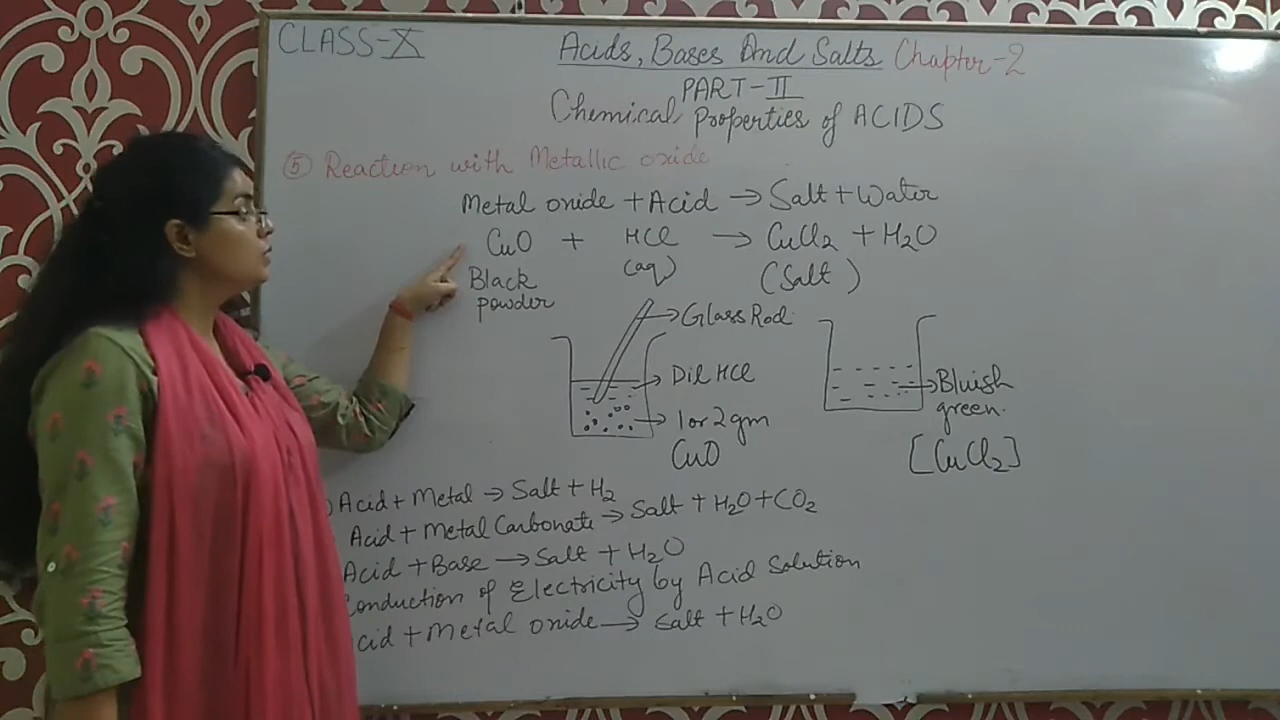 CLASS-X
Acids, Bases And Salts Chapter-2
PART-II
Chemical Properties of ACIDS
⑤ Reaction with Metallic oxide
Metal oxide + Acid → Salt + Water
CuO + HCl → CuCl2 + H2O
Black powder
(aq)
(Salt)
Glass Rod
Dil HCl
1 or 2 gm
CuO
Bluish
green.
[CuCl2]
) Acid + Metal → Salt + H2
Acid + Metal Carbonate → Salt + H2O + CO2
Acid + Base → Salt + H2O
Conduction of Electricity by Acid Solution
cid + Metal oxide → Salt + H2O